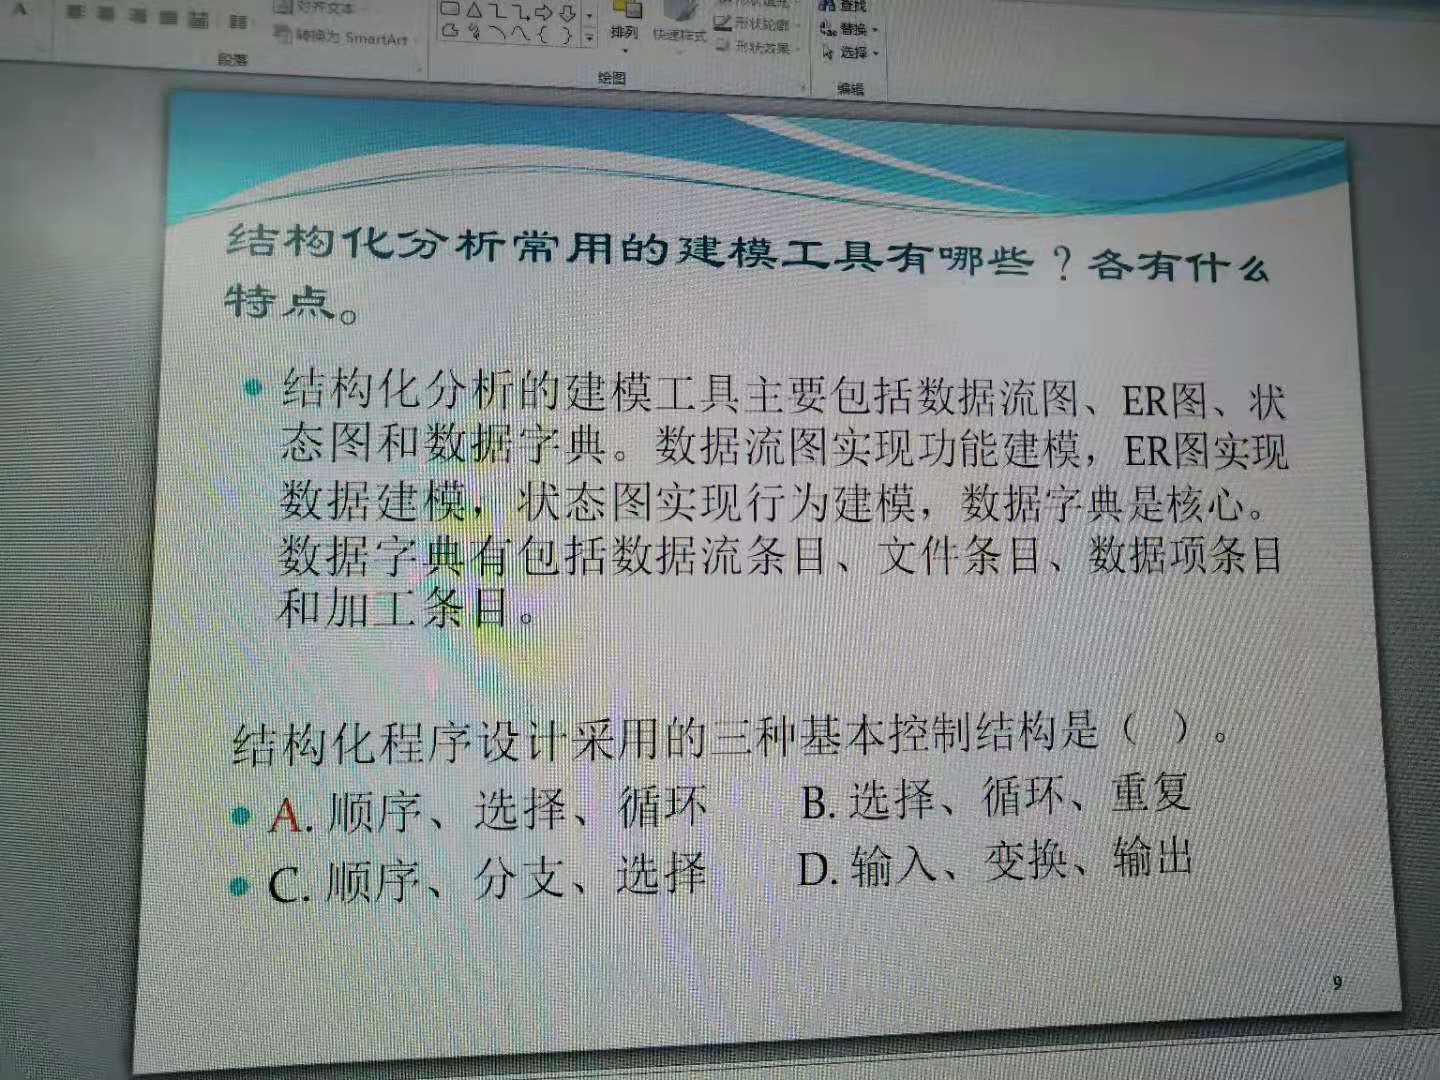 A
对齐文本
转换为 SmartArt
段落
排列
快速样式
形状轮廓
形状效果
绘图
查找
替换
选择
编辑
结构化分析常用的建模工具有哪些？各有什么
特点。
结构化分析的建模工具主要包括数据流图、ER图、状
态图和数据字典。数据流图实现功能建模，ER图实现
数据建模，状态图实现行为建模，数据字典是核心。
数据字典有包括数据流条目、文件条目、数据项条目
和加工条目。
结构化程序设计采用的三种基本控制结构是（ ）。
A. 顺序、选择、循环 B. 选择、循环、重复
C. 顺序、分支、选择 D. 输入、变换、输出
9